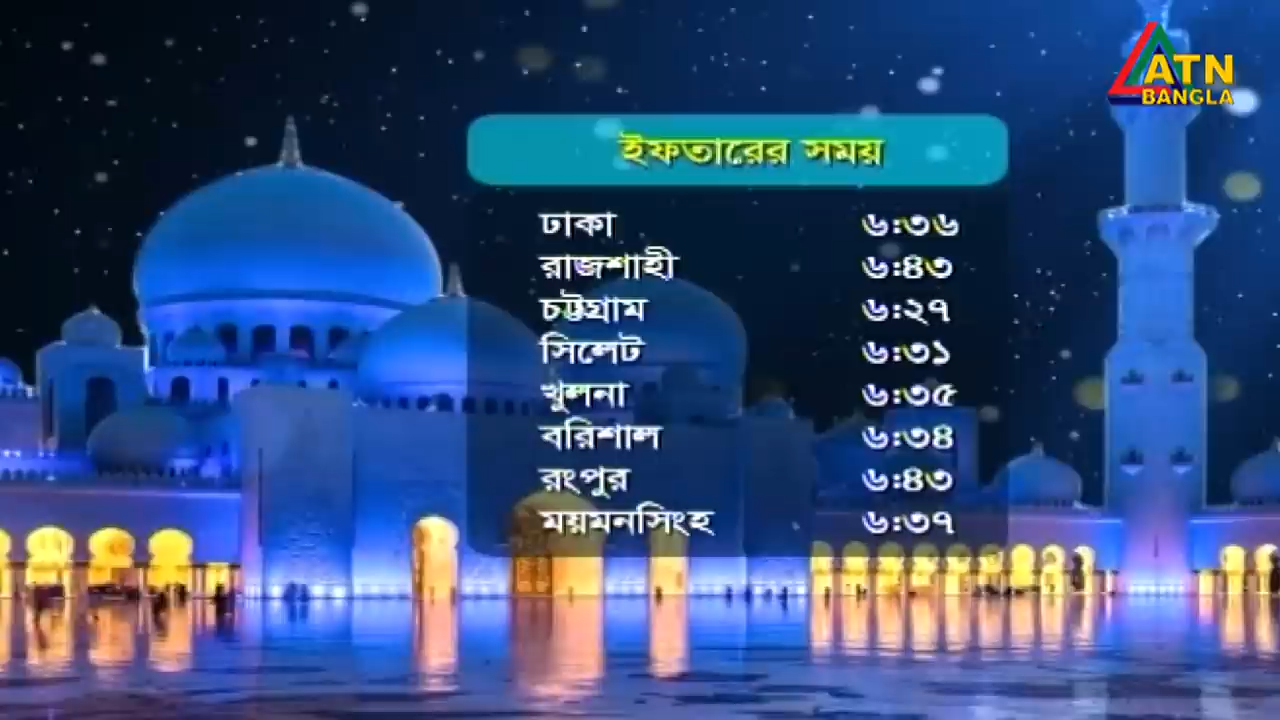 ATN
BANGLA
ইফতারের সময়
ঢাকা ৬:৩৬
রাজশাহী ৬:৪৩
চট্টগ্রাম ৬:২৭
সিলেট ৬:৩১
খুলনা ৬:৩৫
বরিশাল ৬:৩৪
রংপুর ৬:৪৩
ময়মনসিংহ ৬:৩৭